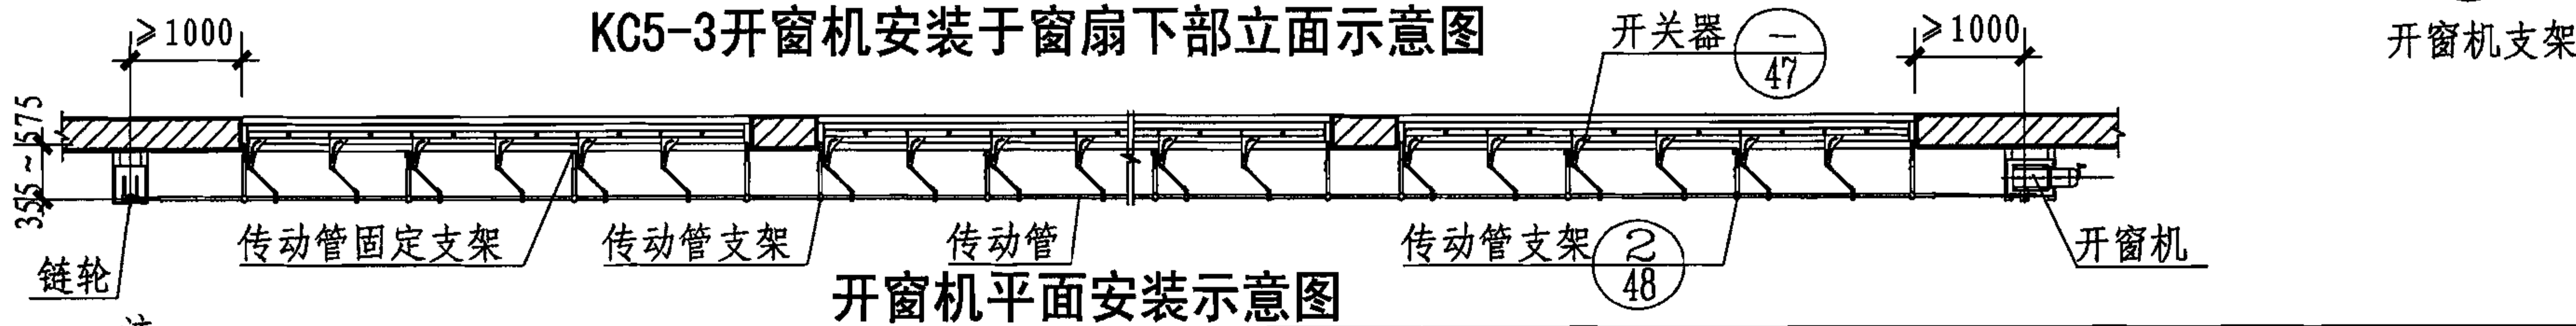 KC5-3开窗机安装于窗扇下部立面示意图
≥1000
开关器
—
47
≥1000
开窗机支架
355~575
传动管固定支架
传动管支架
传动管
传动管支架
2
48
开窗机
链轮
开窗机平面安装示意图